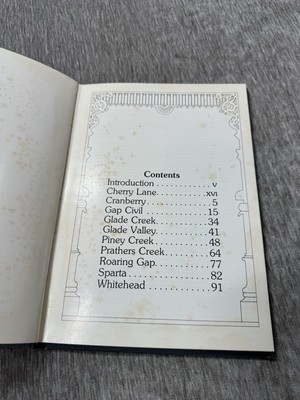 Contents
Introduction . . . . . . . . . . . v
Cherry Lane . . . . . . . . . . xvi
Cranberry . . . . . . . . . . . . 5
Gap Civil . . . . . . . . . . . . 15
Glade Creek . . . . . . . . . . 34
Glade Valley . . . . . . . . . . 41
Piney Creek . . . . . . . . . . 48
Prathers Creek . . . . . . . . 64
Roaring Gap . . . . . . . . . . 77
Sparta . . . . . . . . . . . . . . 82
Whitehead . . . . . . . . . . . 91